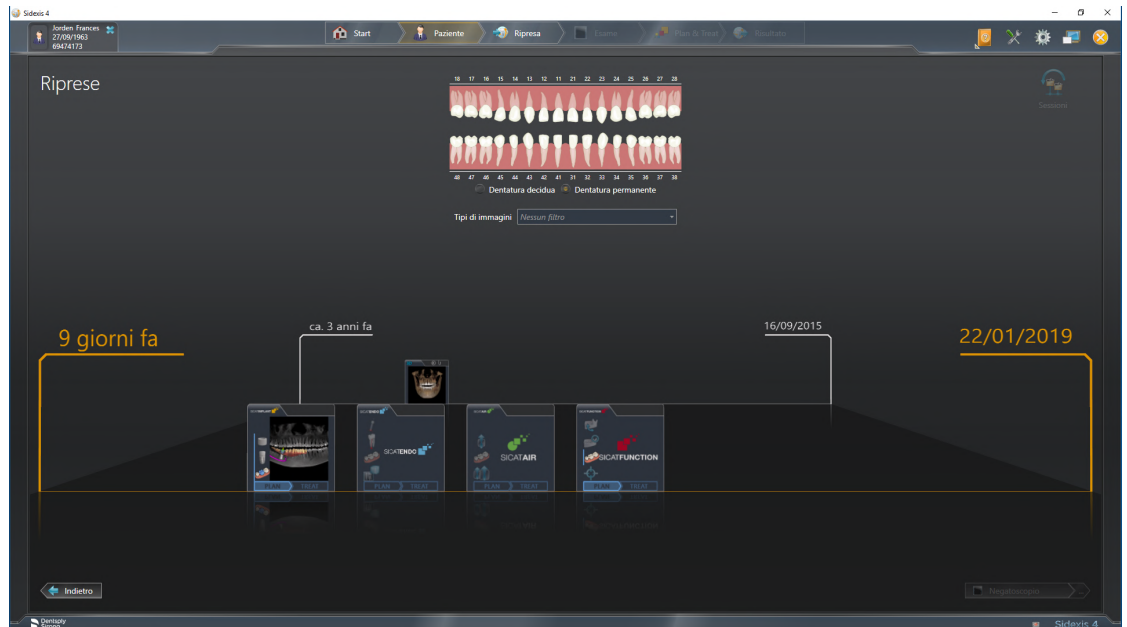 Sidexis 4
Jorden Frances
27/09/1963
69474173
Start
Paziente
Ripresa
Esame
Plan & Treat
Risultato
Riprese
Sessioni
18 17 16 15 14 13 12 11 21 22 23 24 25 26 27 28
48 47 46 45 44 43 42 41 31 32 33 34 35 36 37 38
Dentatura decidua
Dentatura permanente
Tipi di immagini
Nessun filtro
9 giorni fa
ca. 3 anni fa
16/09/2015
22/01/2019
SICATENDO
SICATAIR
SICATFUNCTION
PLAN TREAT
PLAN TREAT
PLAN TREAT
PLAN TREAT
Indietro
Negatoscopio
Dentsply
Sirona
Sidexis 4